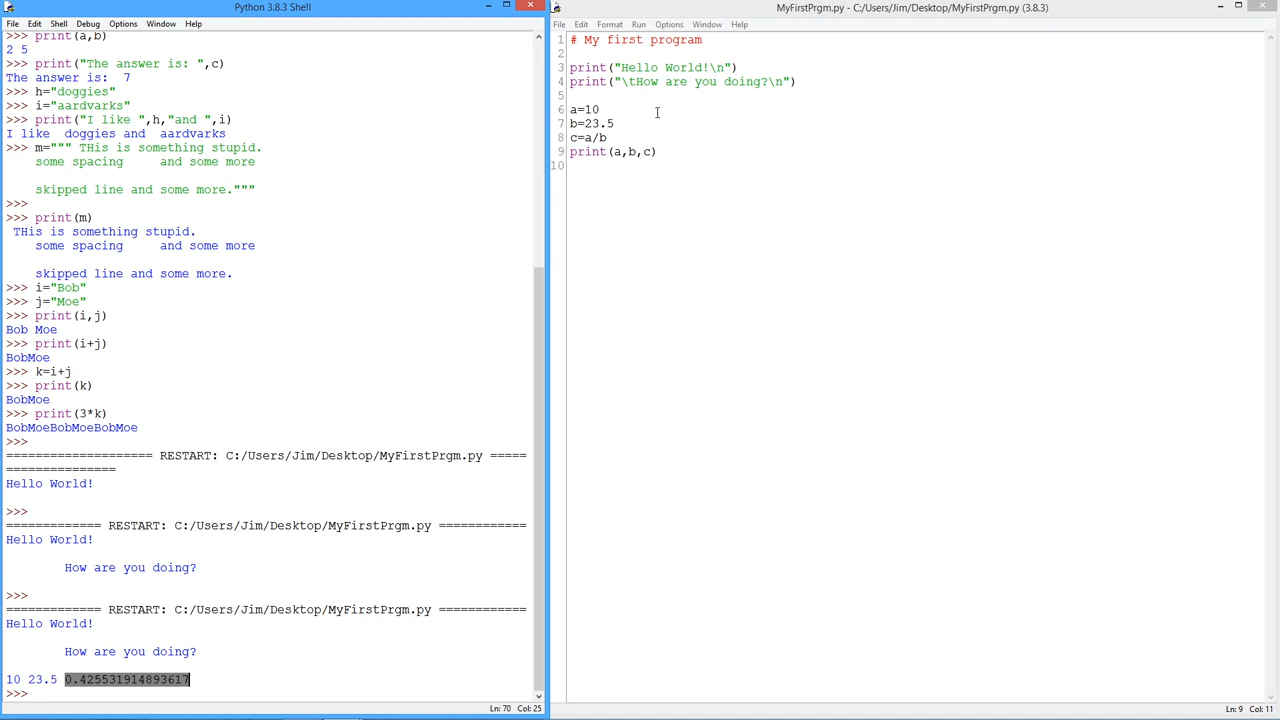 Python 3.8.3 Shell
File Edit Shell Debug Options Window Help
>>> print(a,b)
2 5
>>> print("The answer is: ",c)
The answer is:  7
>>> h="doggies"
>>> i="aardvarks"
>>> print("I like ",h,"and ",i)
I like  doggies and  aardvarks
>>> m=""" THis is something stupid.
    some spacing     and some more
    skipped line and some more."""
>>>
>>> print(m)
 THis is something stupid.
    some spacing     and some more
    skipped line and some more.
>>> i="Bob"
>>> j="Moe"
>>> print(i,j)
Bob Moe
>>> print(i+j)
BobMoe
>>> k=i+j
>>> print(k)
BobMoe
>>> print(3*k)
BobMoeBobMoeBobMoe
>>>
==================== RESTART: C:/Users/Jim/Desktop/MyFirstPrgm.py =====
===============
Hello World!
>>>
============= RESTART: C:/Users/Jim/Desktop/MyFirstPrgm.py ============
Hello World!
        How are you doing?
>>>
============= RESTART: C:/Users/Jim/Desktop/MyFirstPrgm.py ============
Hello World!
        How are you doing?
10 23.5 0.425531914893617
>>>
Ln: 70 Col: 25
MyFirstPrgm.py - C:/Users/Jim/Desktop/MyFirstPrgm.py (3.8.3)
File Edit Format Run Options Window Help
1 # My first program
2
3 print("Hello World!\n")
4 print("\tHow are you doing?\n")
5
6 a=10
7 b=23.5
8 c=a/b
9 print(a,b,c)
10
Ln: 9 Col: 11